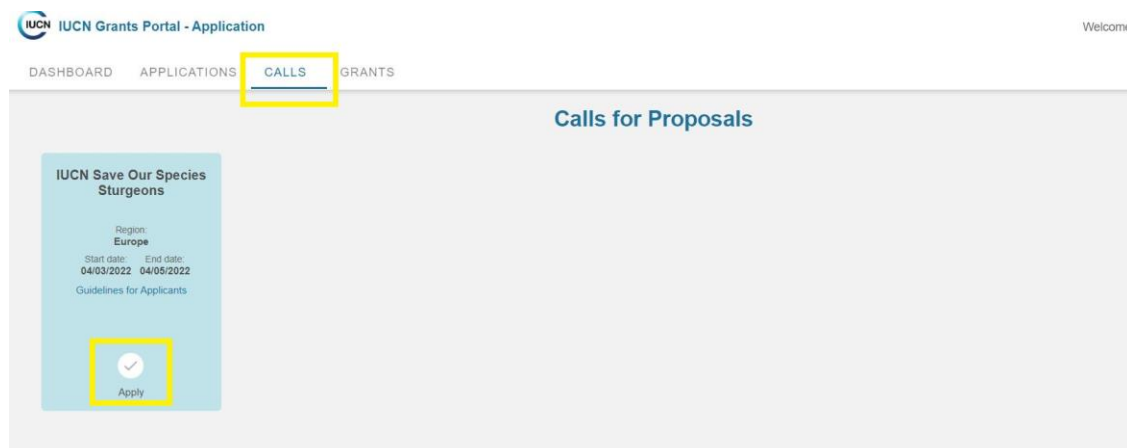 IUCN IUCN Grants Portal - Application
Welcome
DASHBOARD APPLICATIONS CALLS GRANTS
Calls for Proposals
IUCN Save Our Species
Sturgeons
Region:
Europe
Start date: End date:
04/03/2022 04/05/2022
Guidelines for Applicants
Apply